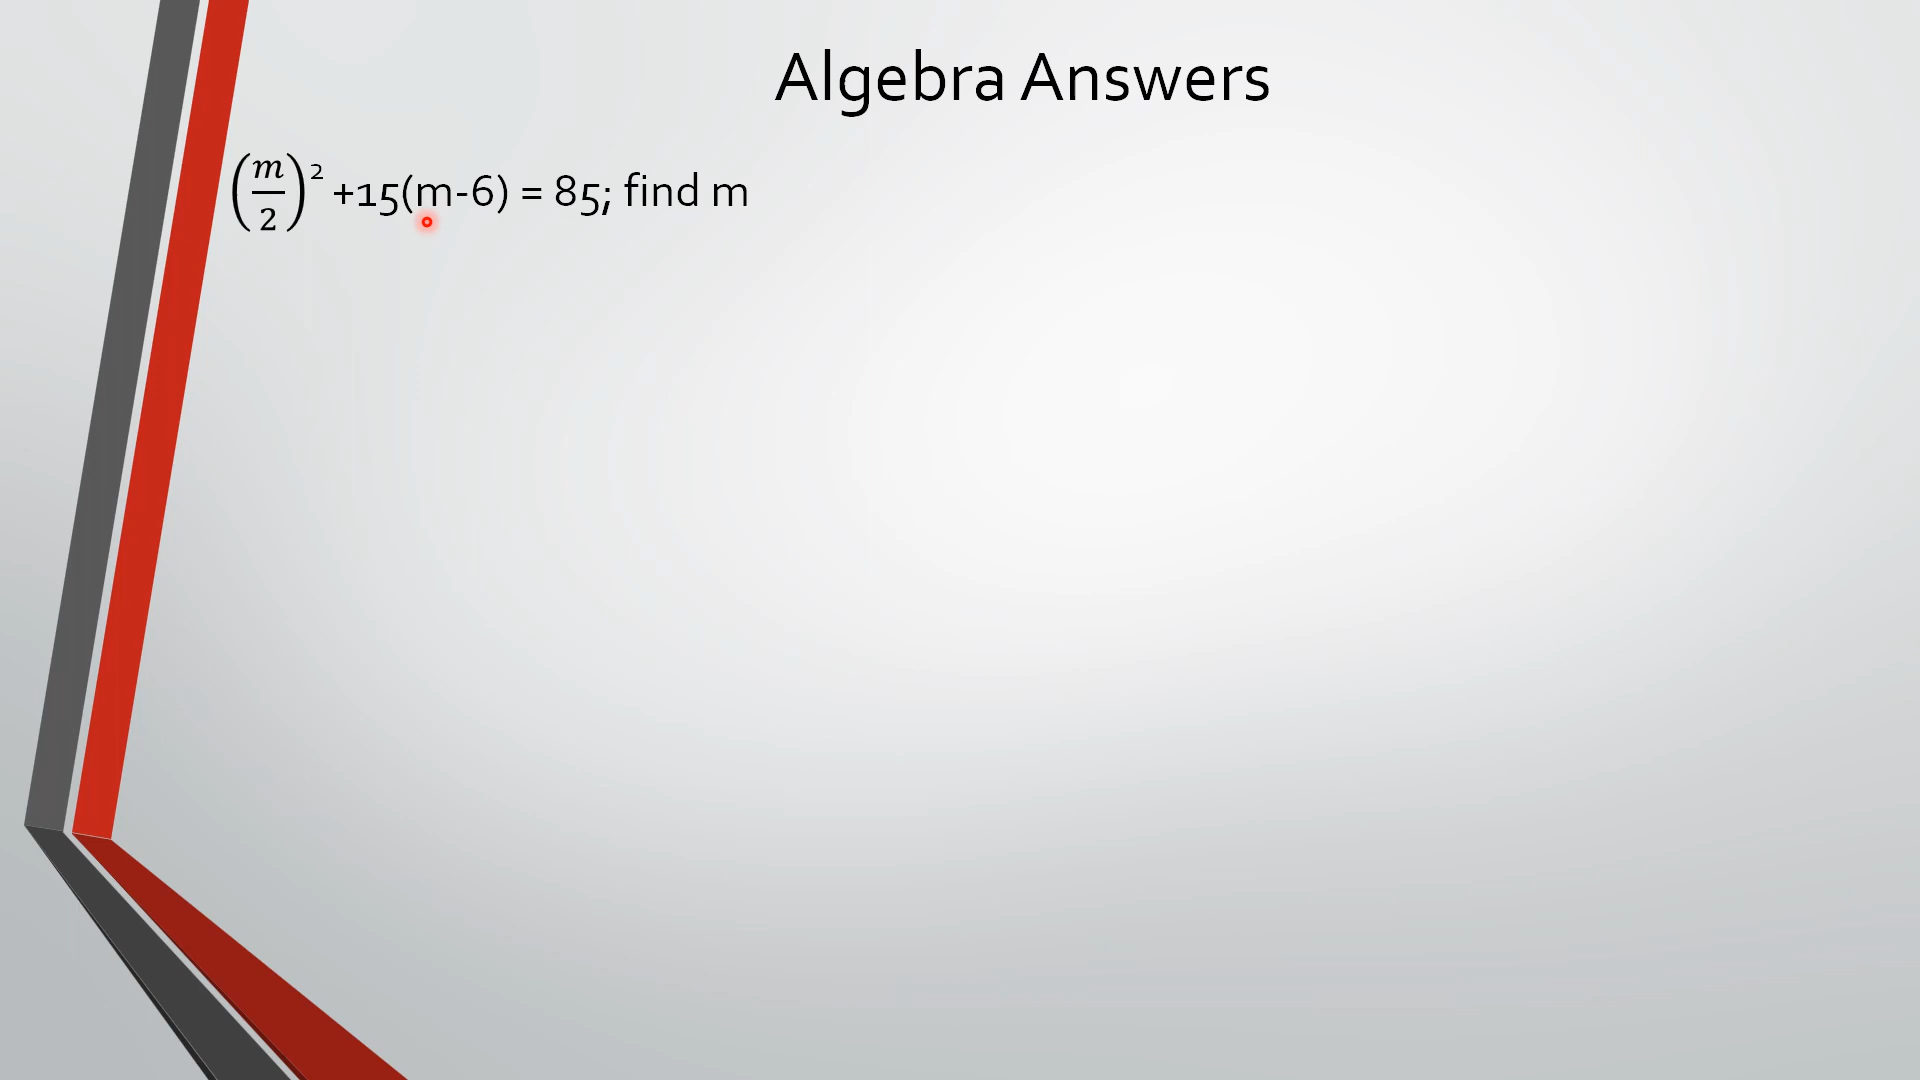 Algebra Answers
(m/2)² +15(m-6) = 85; find m